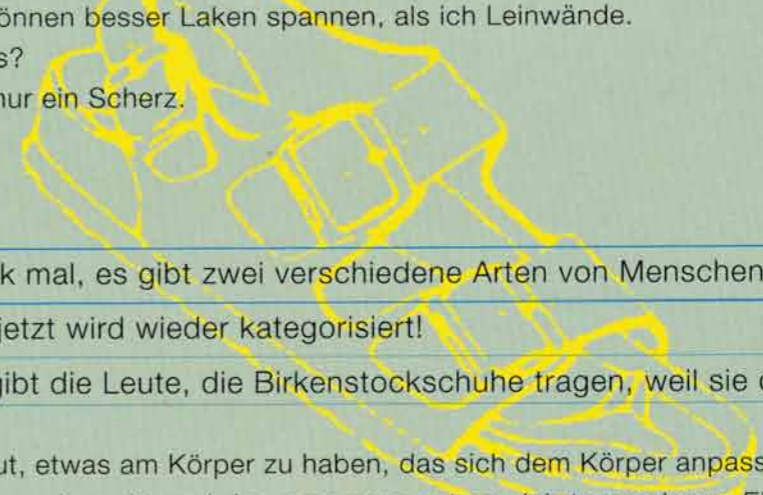 önnen besser Laken spannen, als ich Leinwände.
s?
nur ein Scherz.
k mal, es gibt zwei verschiedene Arten von Menschen
jetzt wird wieder kategorisiert!
gibt die Leute, die Birkenstockschuhe tragen, weil sie
ut, etwas am Körper zu haben, das sich dem Körper anpass